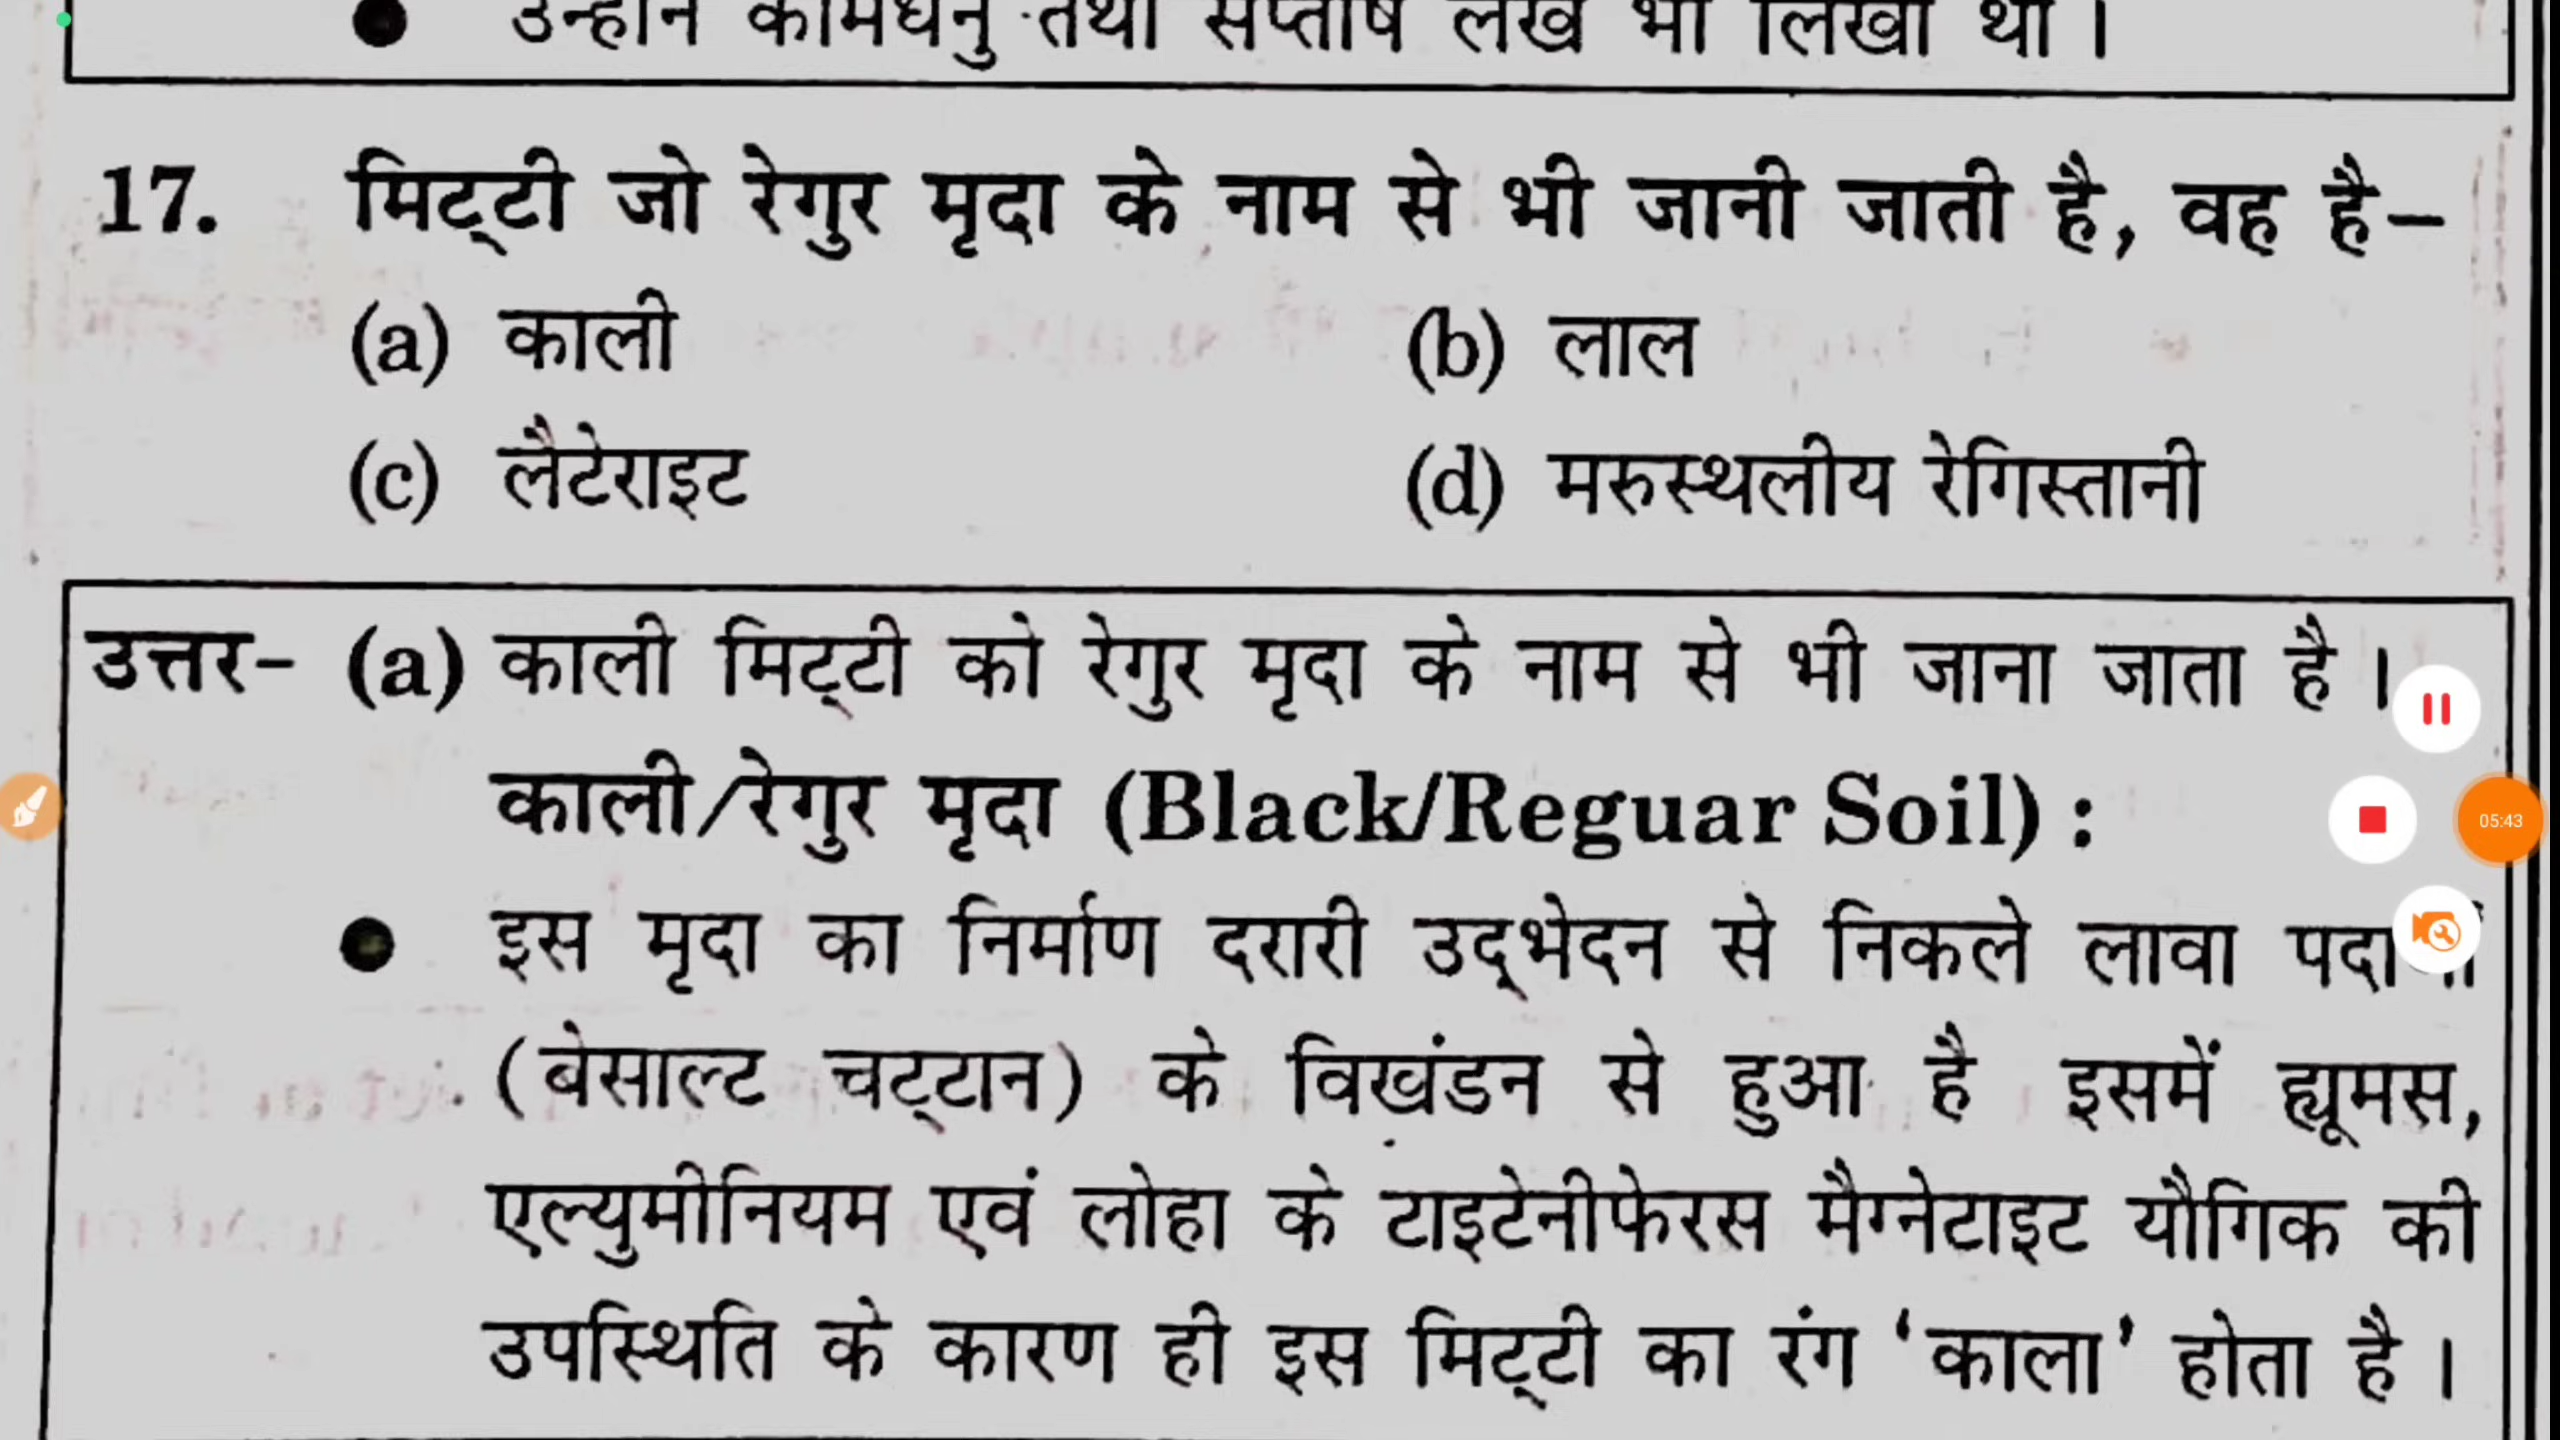 उन्होंने कामधेनु तथा सप्तर्षि लेख भी लिखा था।
17. मिट्टी जो रेगुर मृदा के नाम से भी जानी जाती है, वह है–
(a) काली (b) लाल
(c) लैटेराइट (d) मरुस्थलीय रेगिस्तानी
उत्तर– (a) काली मिट्टी को रेगुर मृदा के नाम से भी जाना जाता है।
काली/रेगुर मृदा (Black/Reguar Soil) :
● इस मृदा का निर्माण दरारी उद्भेदन से निकले लावा
(बेसाल्ट चट्टान) के विखंडन से हुआ है इसमें ह्यूमस,
एल्युमीनियम एवं लोहा के टाइटेनीफेरस मैग्नेटाइट यौगिक की
उपस्थिति के कारण ही इस मिट्टी का रंग ‘काला’ होता है।
05:43